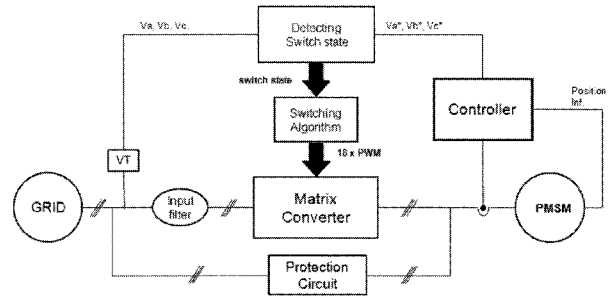 Va, Vb, Vc,
Detecting
Switch state
Va*, Vb*, Vc*
switch state
Switching
Algorithm
Controller
Position
Inf.
18 x PWM
VT
GRID
Input
filter
Matrix
Converter
PMSM
Protection
Circuit